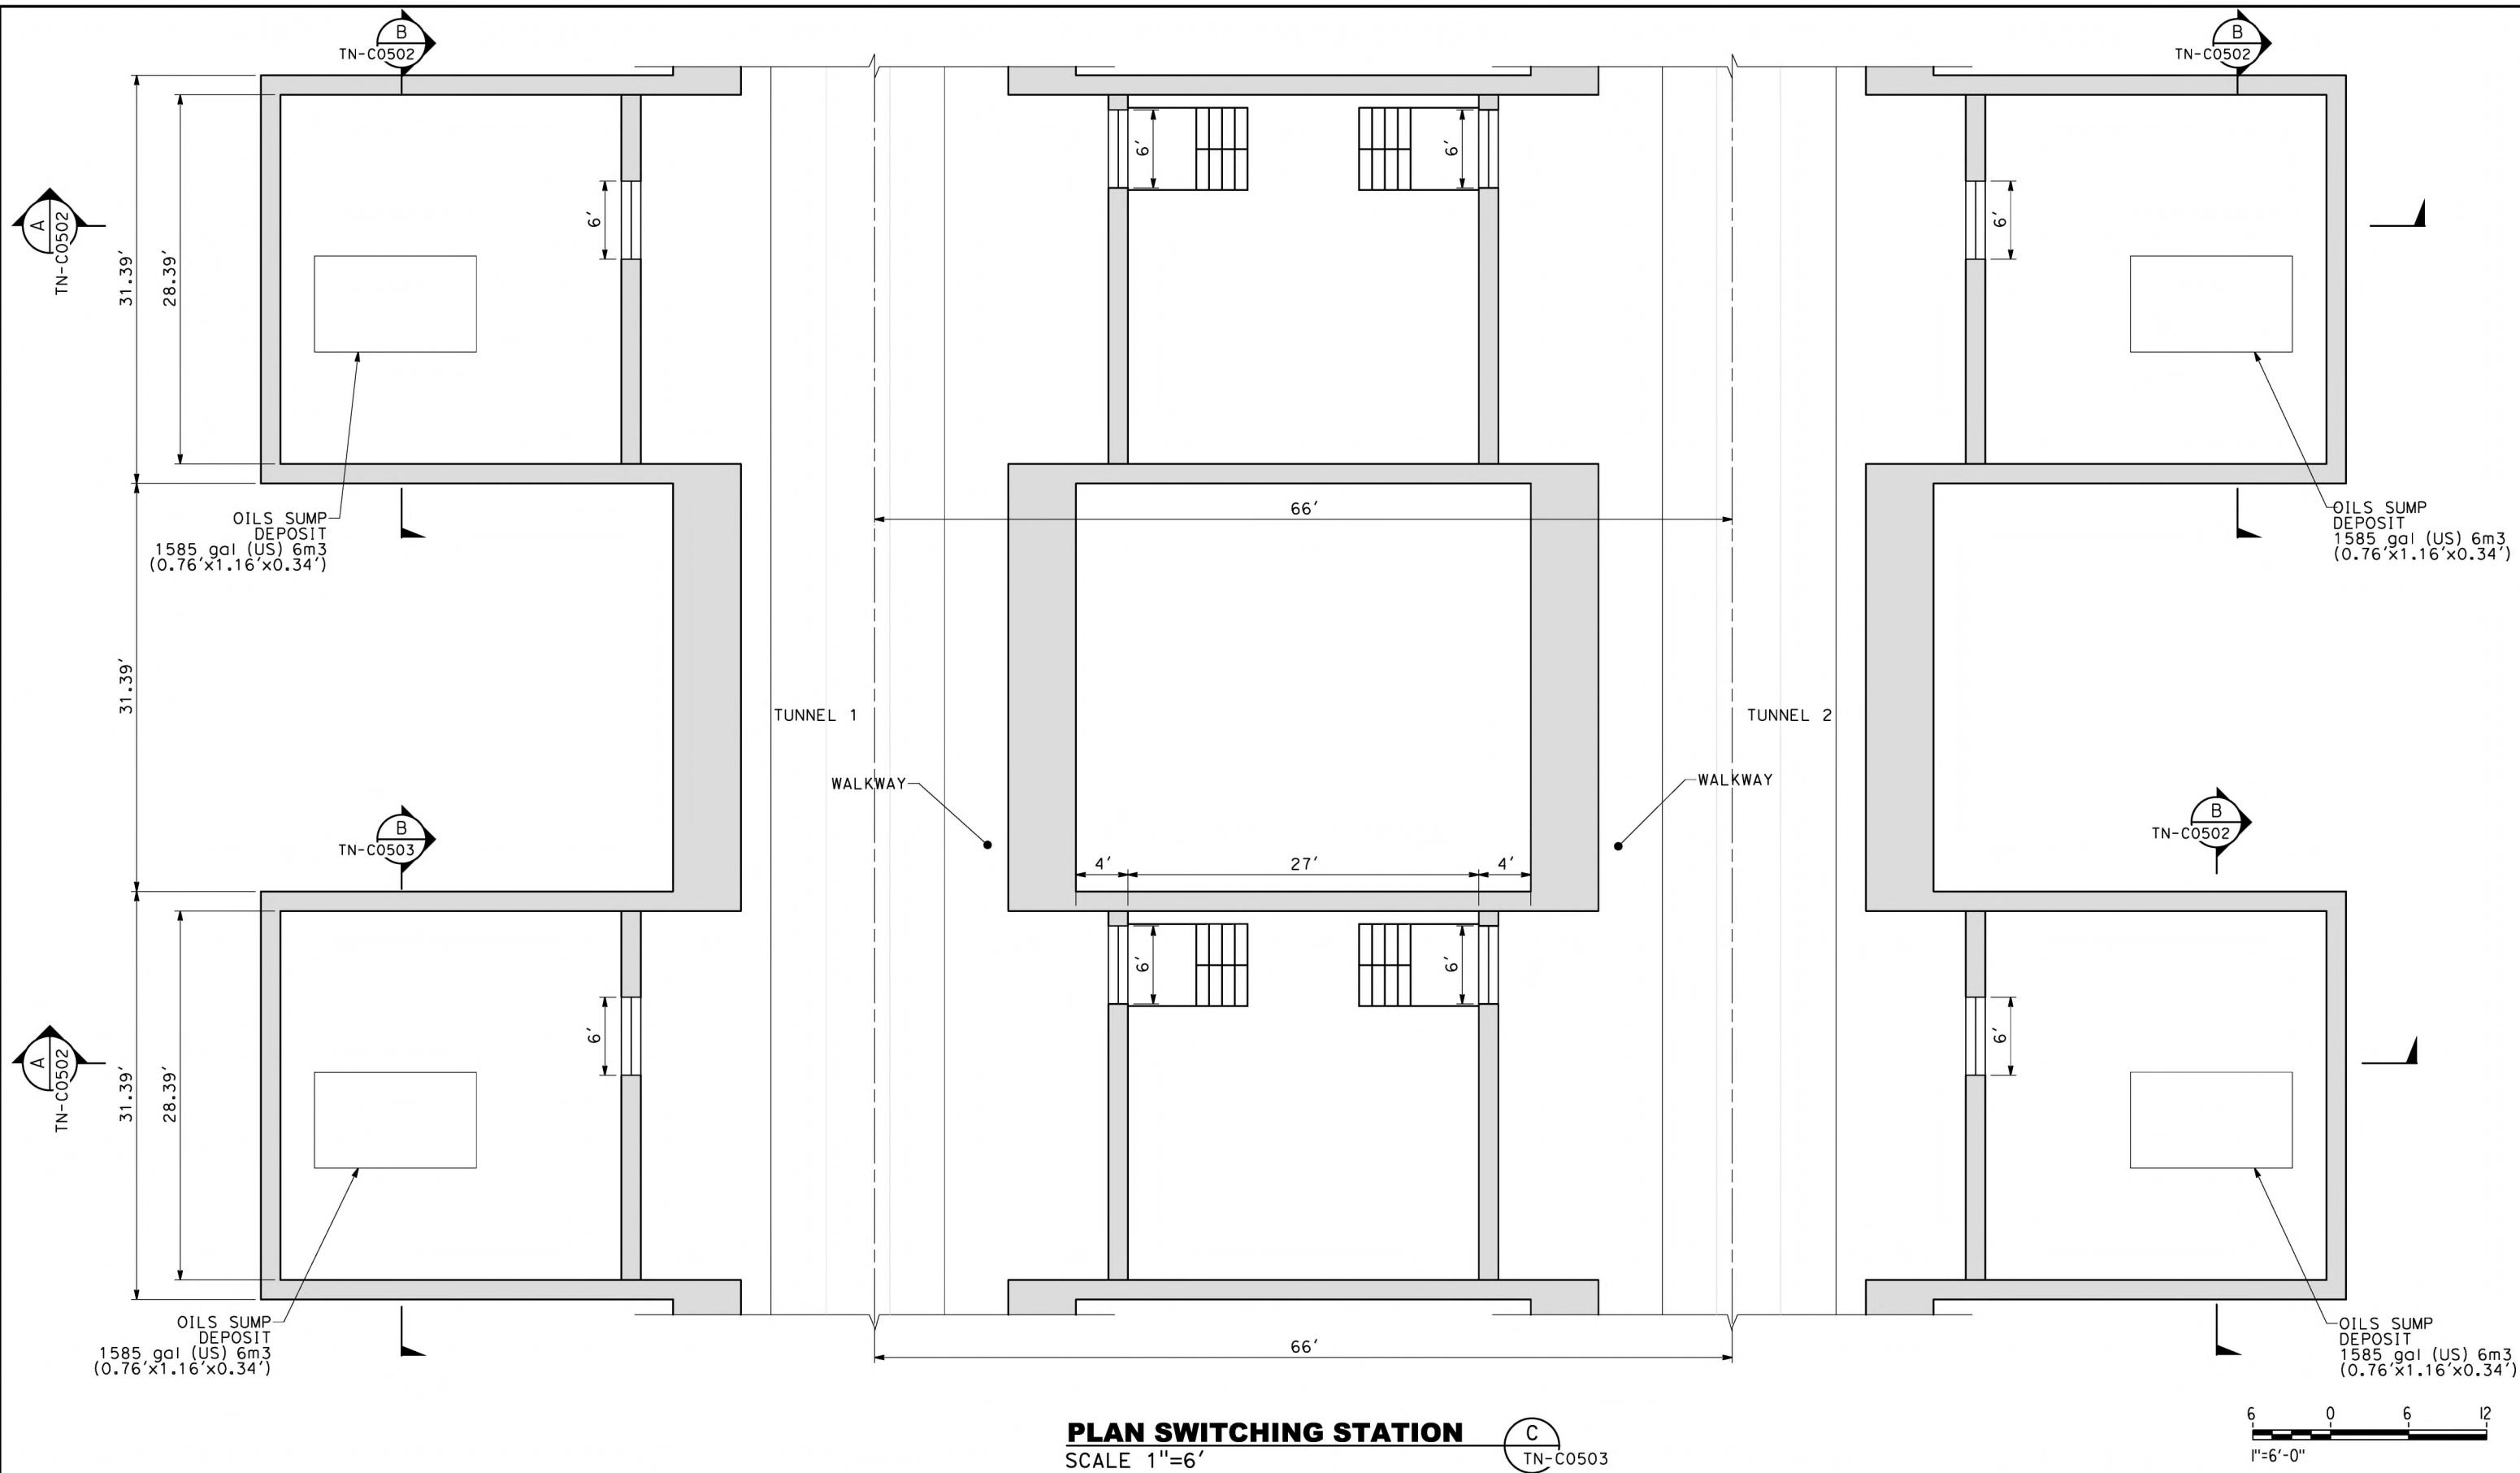 B
TN-C0502
B
TN-C0502
A
TN-C0502
31.39'
28.39'
6'
6'
6'
6'
OILS SUMP
DEPOSIT
1585 gal (US) 6m3
(0.76'x1.16'x0.34')
66'
OILS SUMP
DEPOSIT
1585 gal (US) 6m3
(0.76'x1.16'x0.34')
31.39'
TUNNEL 1
TUNNEL 2
WALKWAY
WALKWAY
B
TN-C0503
B
TN-C0502
4'
27'
4'
A
TN-C0502
31.39'
28.39'
6'
6'
6'
6'
OILS SUMP
DEPOSIT
1585 gal (US) 6m3
(0.76'x1.16'x0.34')
66'
OILS SUMP
DEPOSIT
1585 gal (US) 6m3
(0.76'x1.16'x0.34')
PLAN SWITCHING STATION
SCALE 1"=6'
C
TN-C0503
6 0 6 12
1"=6'-0"